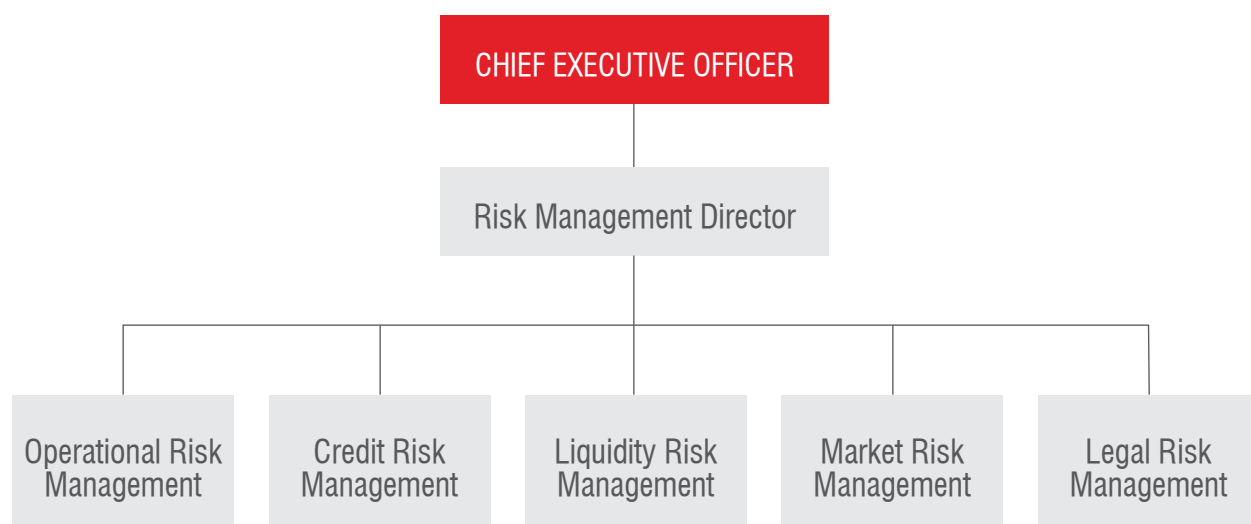 CHIEF EXECUTIVE OFFICER
Risk Management Director
Operational Risk
Management
Credit Risk
Management
Liquidity Risk
Management
Market Risk
Management
Legal Risk
Management